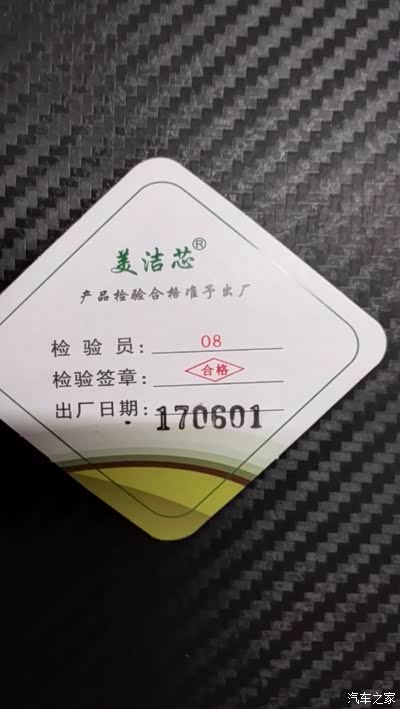 美洁芯®
产品检验合格准予出厂
检验员：08
检验签章：合格
出厂日期：170601
汽车之家